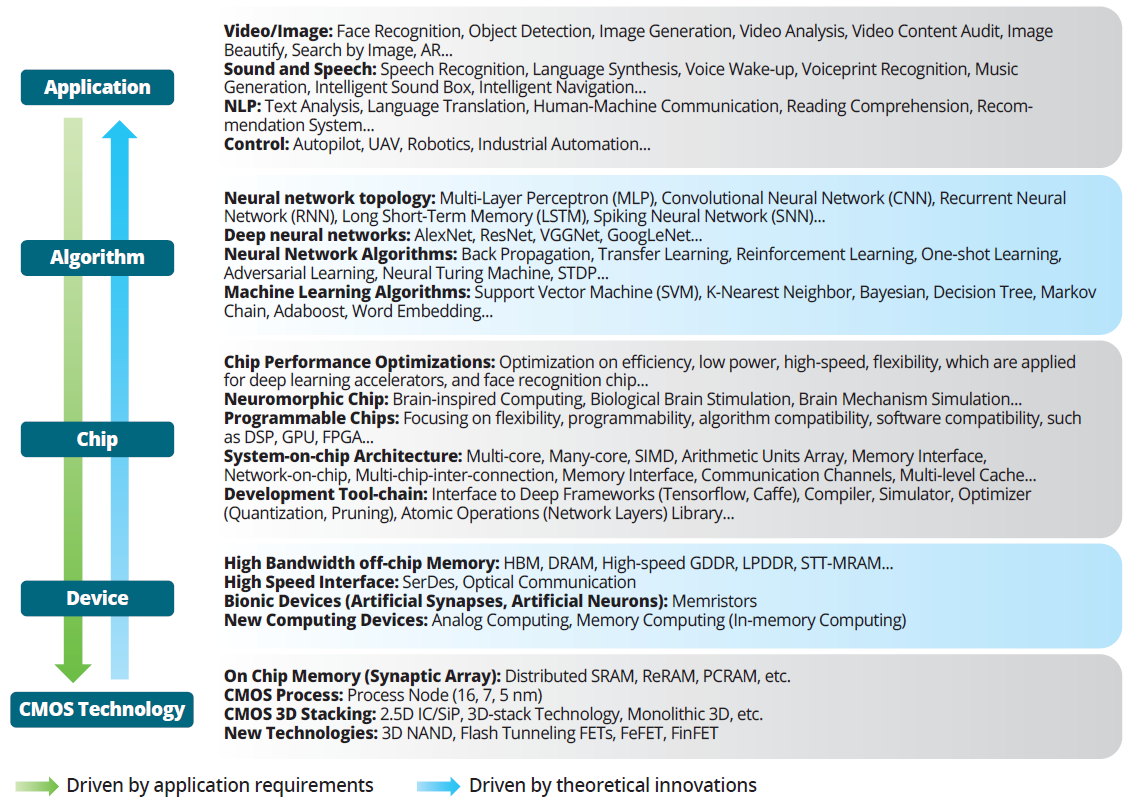 Application
Video/Image: Face Recognition, Object Detection, Image Generation, Video Analysis, Video Content Audit, Image
Beautify, Search by Image, AR...
Sound and Speech: Speech Recognition, Language Synthesis, Voice Wake-up, Voiceprint Recognition, Music
Generation, Intelligent Sound Box, Intelligent Navigation...
NLP: Text Analysis, Language Translation, Human-Machine Communication, Reading Comprehension, Recom-
mendation System...
Control: Autopilot, UAV, Robotics, Industrial Automation...
Algorithm
Neural network topology: Multi-Layer Perceptron (MLP), Convolutional Neural Network (CNN), Recurrent Neural
Network (RNN), Long Short-Term Memory (LSTM), Spiking Neural Network (SNN)...
Deep neural networks: AlexNet, ResNet, VGGNet, GoogLeNet...
Neural Network Algorithms: Back Propagation, Transfer Learning, Reinforcement Learning, One-shot Learning,
Adversarial Learning, Neural Turing Machine, STDP...
Machine Learning Algorithms: Support Vector Machine (SVM), K-Nearest Neighbor, Bayesian, Decision Tree, Markov
Chain, Adaboost, Word Embedding...
Chip
Chip Performance Optimizations: Optimization on efficiency, low power, high-speed, flexibility, which are applied
for deep learning accelerators, and face recognition chip...
Neuromorphic Chip: Brain-inspired Computing, Biological Brain Stimulation, Brain Mechanism Simulation...
Programmable Chips: Focusing on flexibility, programmability, algorithm compatibility, software compatibility, such
as DSP, GPU, FPGA...
System-on-chip Architecture: Multi-core, Many-core, SIMD, Arithmetic Units Array, Memory Interface,
Network-on-chip, Multi-chip-inter-connection, Memory Interface, Communication Channels, Multi-level Cache...
Development Tool-chain: Interface to Deep Frameworks (Tensorflow, Caffe), Compiler, Simulator, Optimizer
(Quantization, Pruning), Atomic Operations (Network Layers) Library...
Device
High Bandwidth off-chip Memory: HBM, DRAM, High-speed GDDR, LPDDR, STT-MRAM...
High Speed Interface: SerDes, Optical Communication
Bionic Devices (Artificial Synapses, Artificial Neurons): Memristors
New Computing Devices: Analog Computing, Memory Computing (In-memory Computing)
CMOS Technology
On Chip Memory (Synaptic Array): Distributed SRAM, ReRAM, PCRAM, etc.
CMOS Process: Process Node (16, 7, 5 nm)
CMOS 3D Stacking: 2.5D IC/SiP, 3D-stack Technology, Monolithic 3D, etc.
New Technologies: 3D NAND, Flash Tunneling FETs, FeFET, FinFET
Driven by application requirements
Driven by theoretical innovations